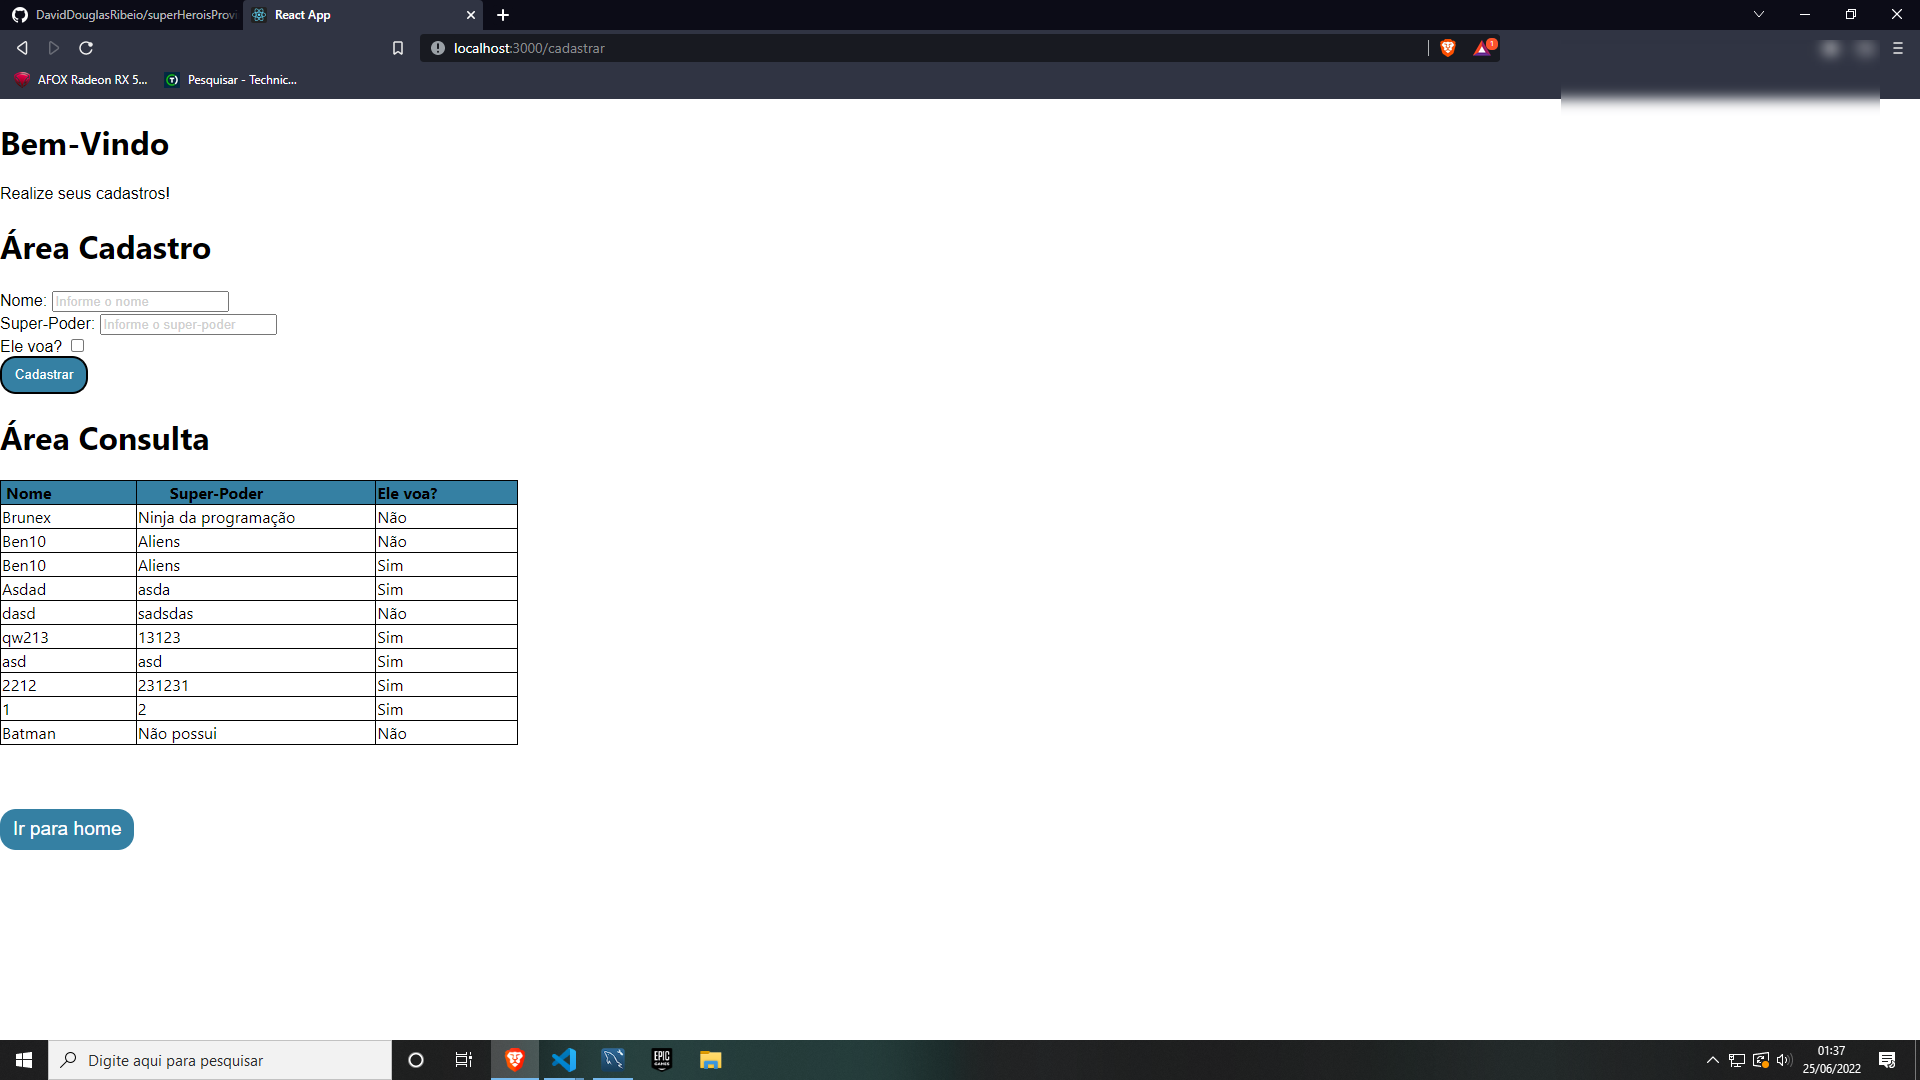 DavidDouglasRibeio/superHeroisProvi
React App
localhost:3000/cadastrar
1
AFOX Radeon RX 5...
Pesquisar - Technic...
Bem-Vindo
Realize seus cadastros!
Área Cadastro
Nome: Informe o nome
Super-Poder: Informe o super-poder
Ele voa?
Cadastrar
Área Consulta
Nome Super-Poder Ele voa?
Brunex Ninja da programação Não
Ben10 Aliens Não
Ben10 Aliens Sim
Asdad asda Sim
dasd sadsdas Não
qw213 13123 Sim
asd asd Sim
2212 231231 Sim
1 2 Sim
Batman Não possui Não
Ir para home
Digite aqui para pesquisar
EPIC GAMES
01:37
25/06/2022